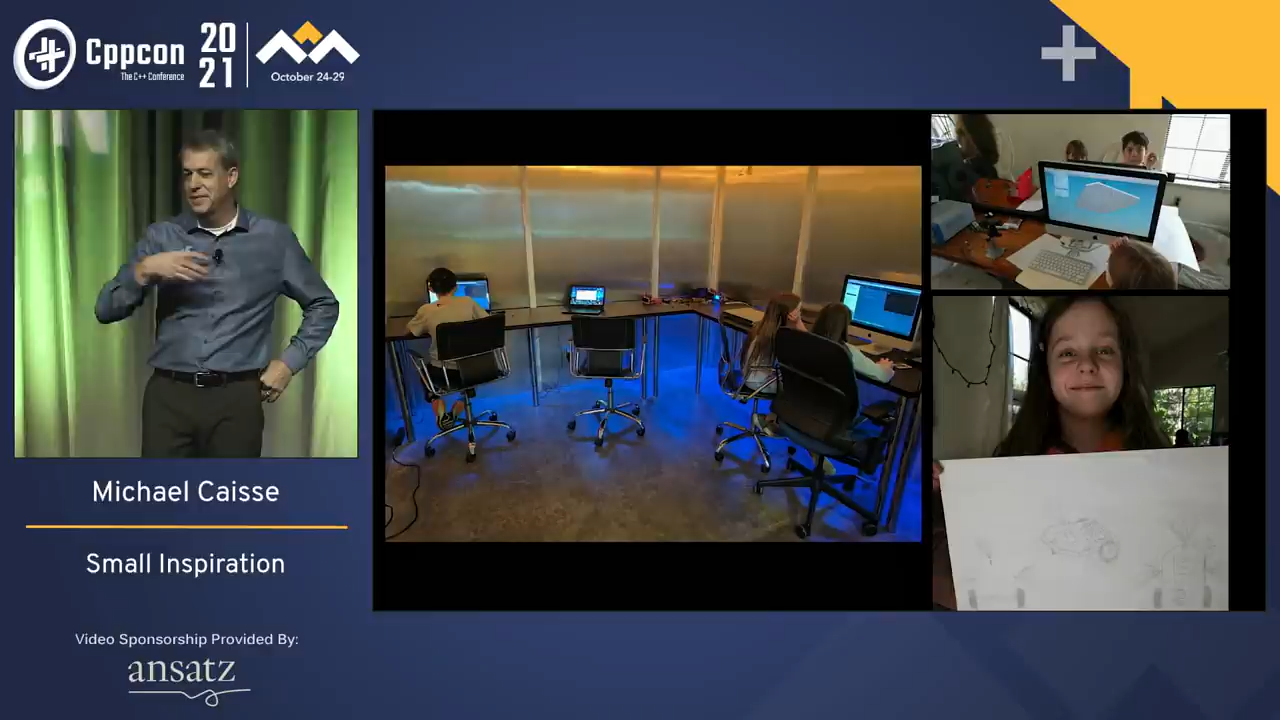 Cppcon
The C++ Conference
20
21
October 24-29
Michael Caisse
Small Inspiration
Video Sponsorship Provided By:
ansatz